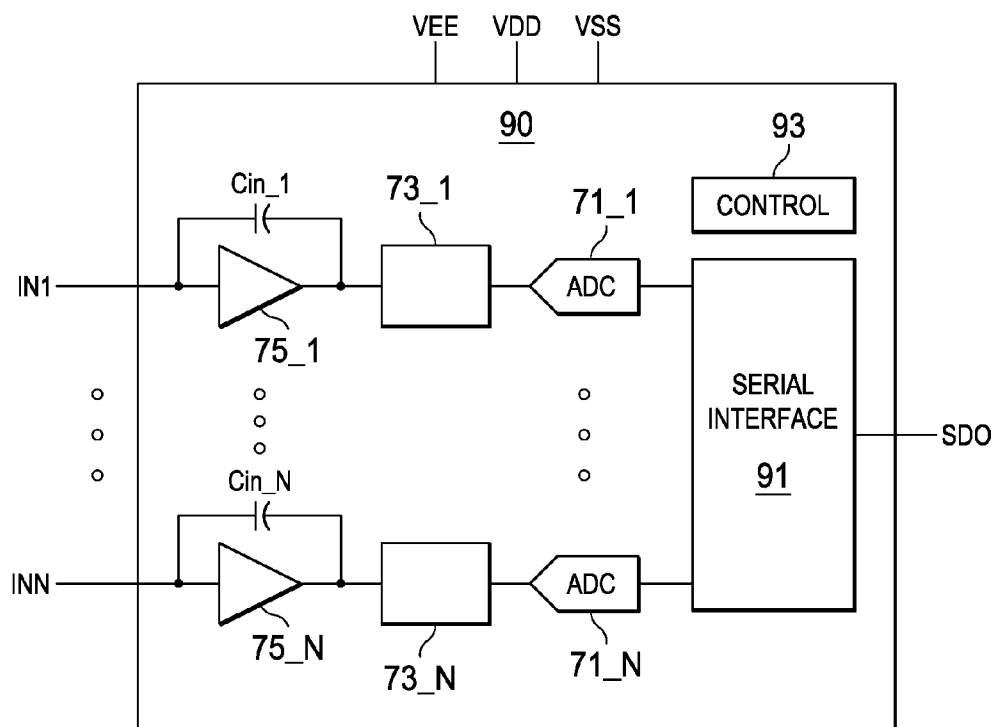 VEE VDD VSS
90
93
CONTROL
Cin_1
73_1
71_1
IN1
ADC
75_1
SERIAL
INTERFACE
91
SDO
Cin_N
INN
ADC
75_N
73_N
71_N